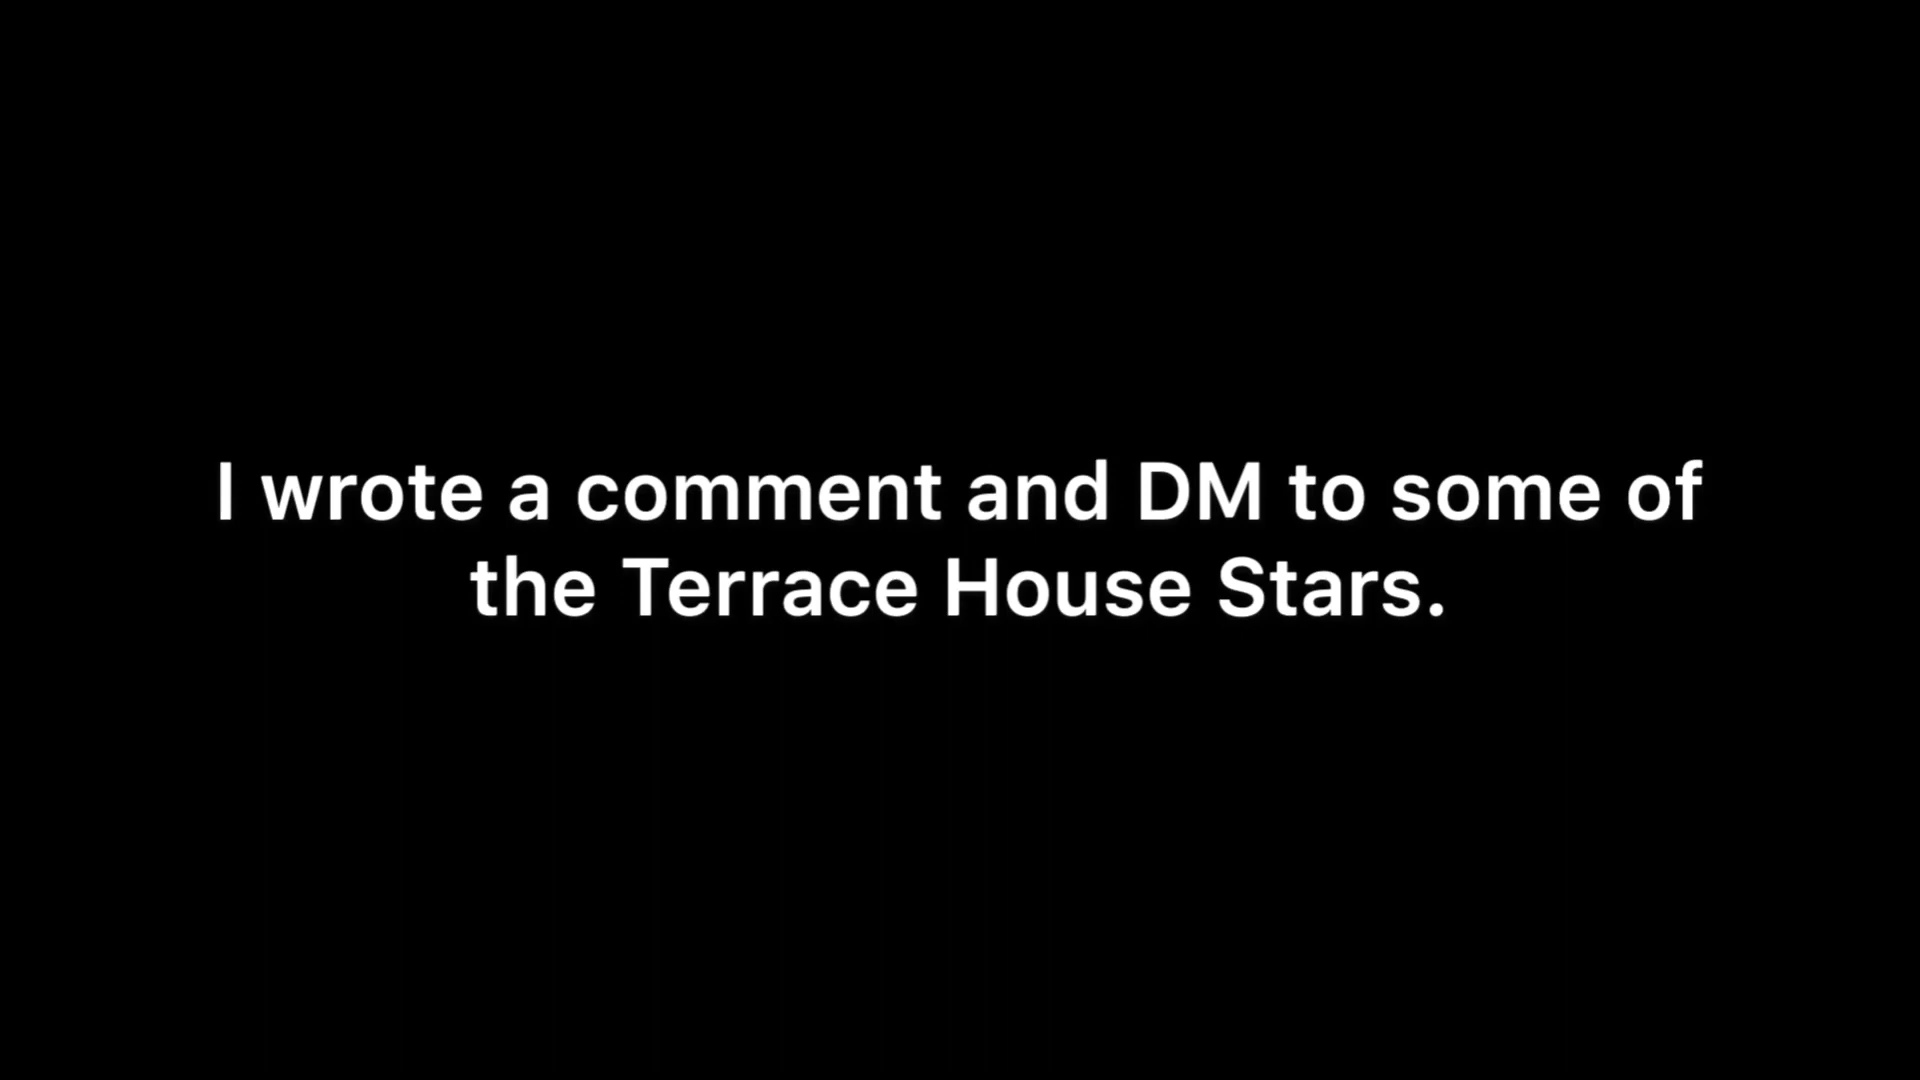 I wrote a comment and DM to some of
the Terrace House Stars.